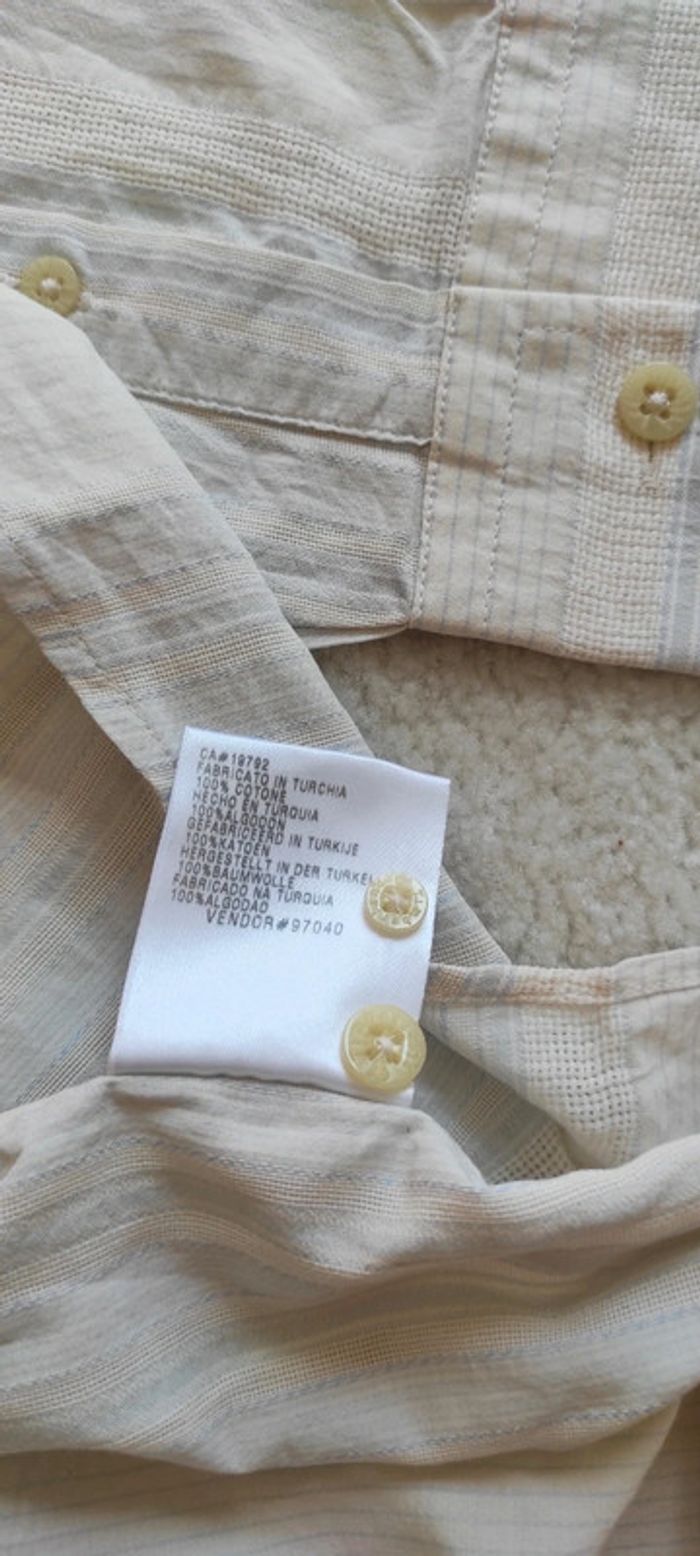 CA#19792
FABRICATO IN TURCHIA
100% COTONE
HECHO EN TURQUIA
100%ALGODON
GEFABRICEERD IN TURKIJE
100%KATOEN
HERGESTELLT IN DER TURKEI
100%BAUMWOLLE
FABRICADO NA TURQUIA
100%ALGODAO
VENDOR#97040